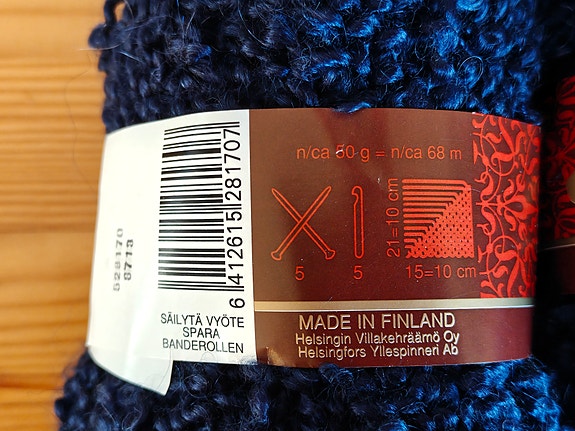 528170
8713
6 412615 281707
SÄILYTÄ VYÖTE
SPARA
BANDEROLLEN
n/ca 50 g = n/ca 68 m
5
5
21=10 cm
15=10 cm
MADE IN FINLAND
Helsingin Villakehräämö Oy
Helsingfors Yllespinneri Ab